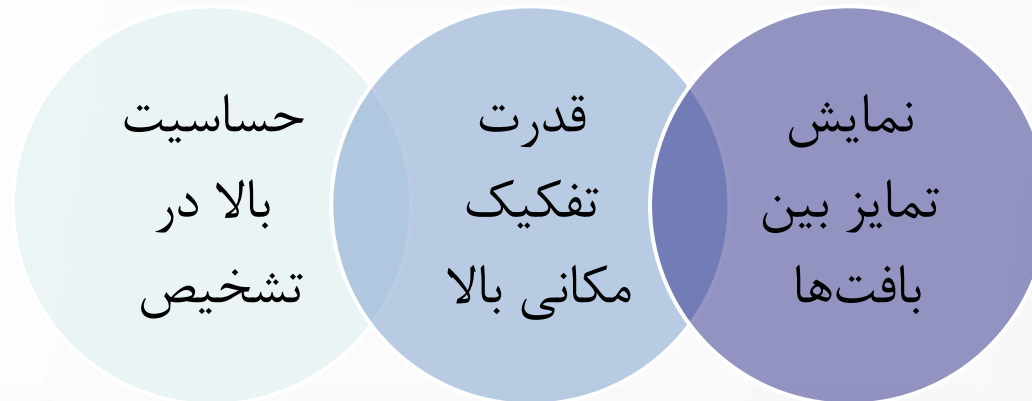 نمایش
تمایز بین
بافت‌ها
قدرت
تفکیک
مکانی بالا
حساسیت
بالا در
تشخیص